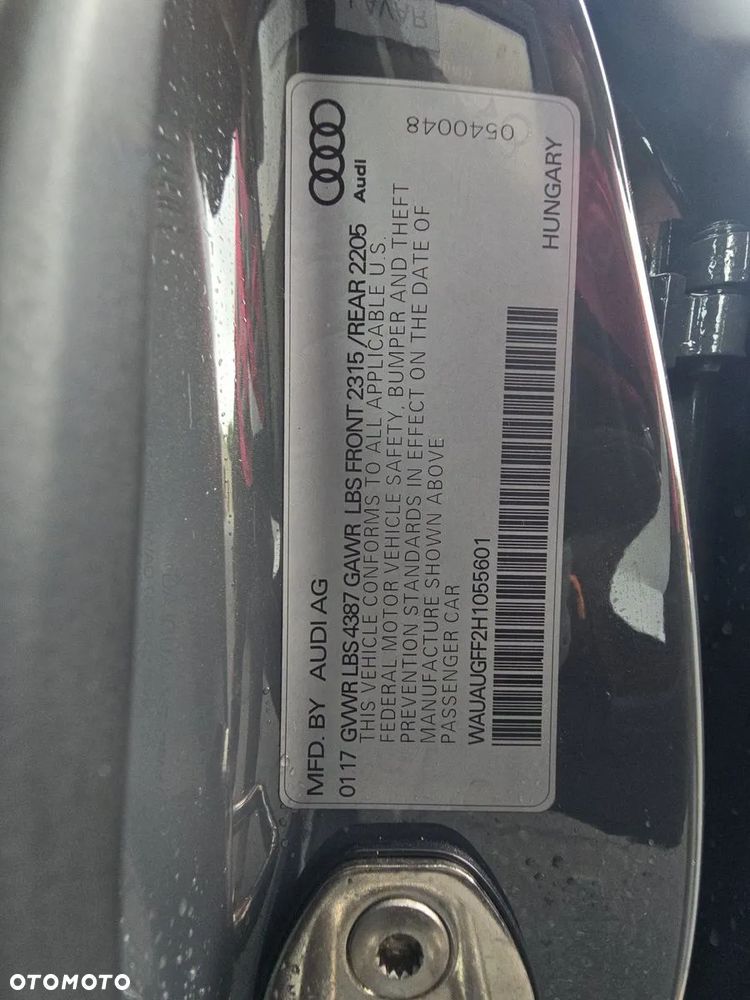 MFD. BY AUDI AG
Audi
0117 GVWR LBS 4387 GAWR LBS FRONT 2315 /REAR 2205
THIS VEHICLE CONFORMS TO ALL APPLICABLE U.S.
FEDERAL MOTOR VEHICLE SAFETY, BUMPER AND THEFT
PREVENTION STANDARDS IN EFFECT ON THE DATE OF
MANUFACTURE SHOWN ABOVE
PASSENGER CAR
0540048
WAUAUGFF2H1055601
HUNGARY
OTOMOTO